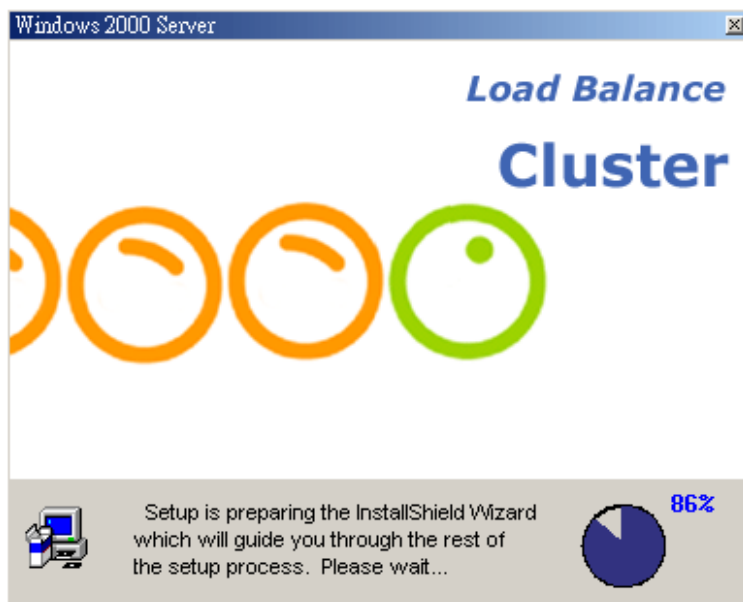 Windows 2000 Server
Load Balance
Cluster
Setup is preparing the InstallShield Wizard
which will guide you through the rest of
the setup process.  Please wait...
86%